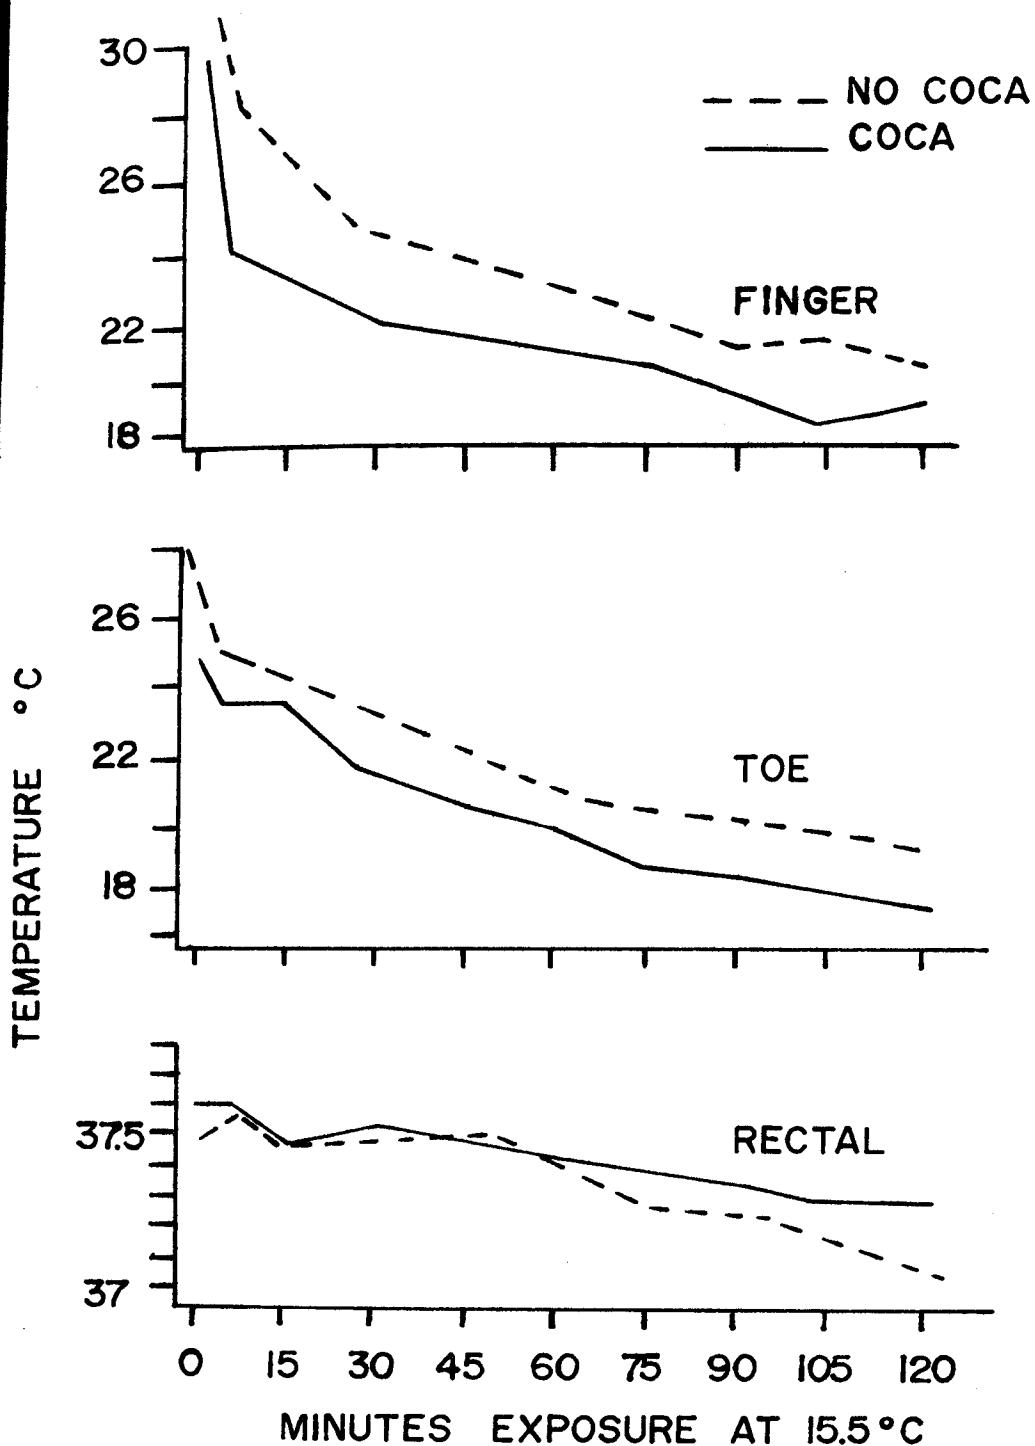 30
NO COCA
COCA
26
FINGER
22
18
26
22
TOE
18
TEMPERATURE °C
37.5
RECTAL
37
0 15 30 45 60 75 90 105 120
MINUTES EXPOSURE AT 15.5°C